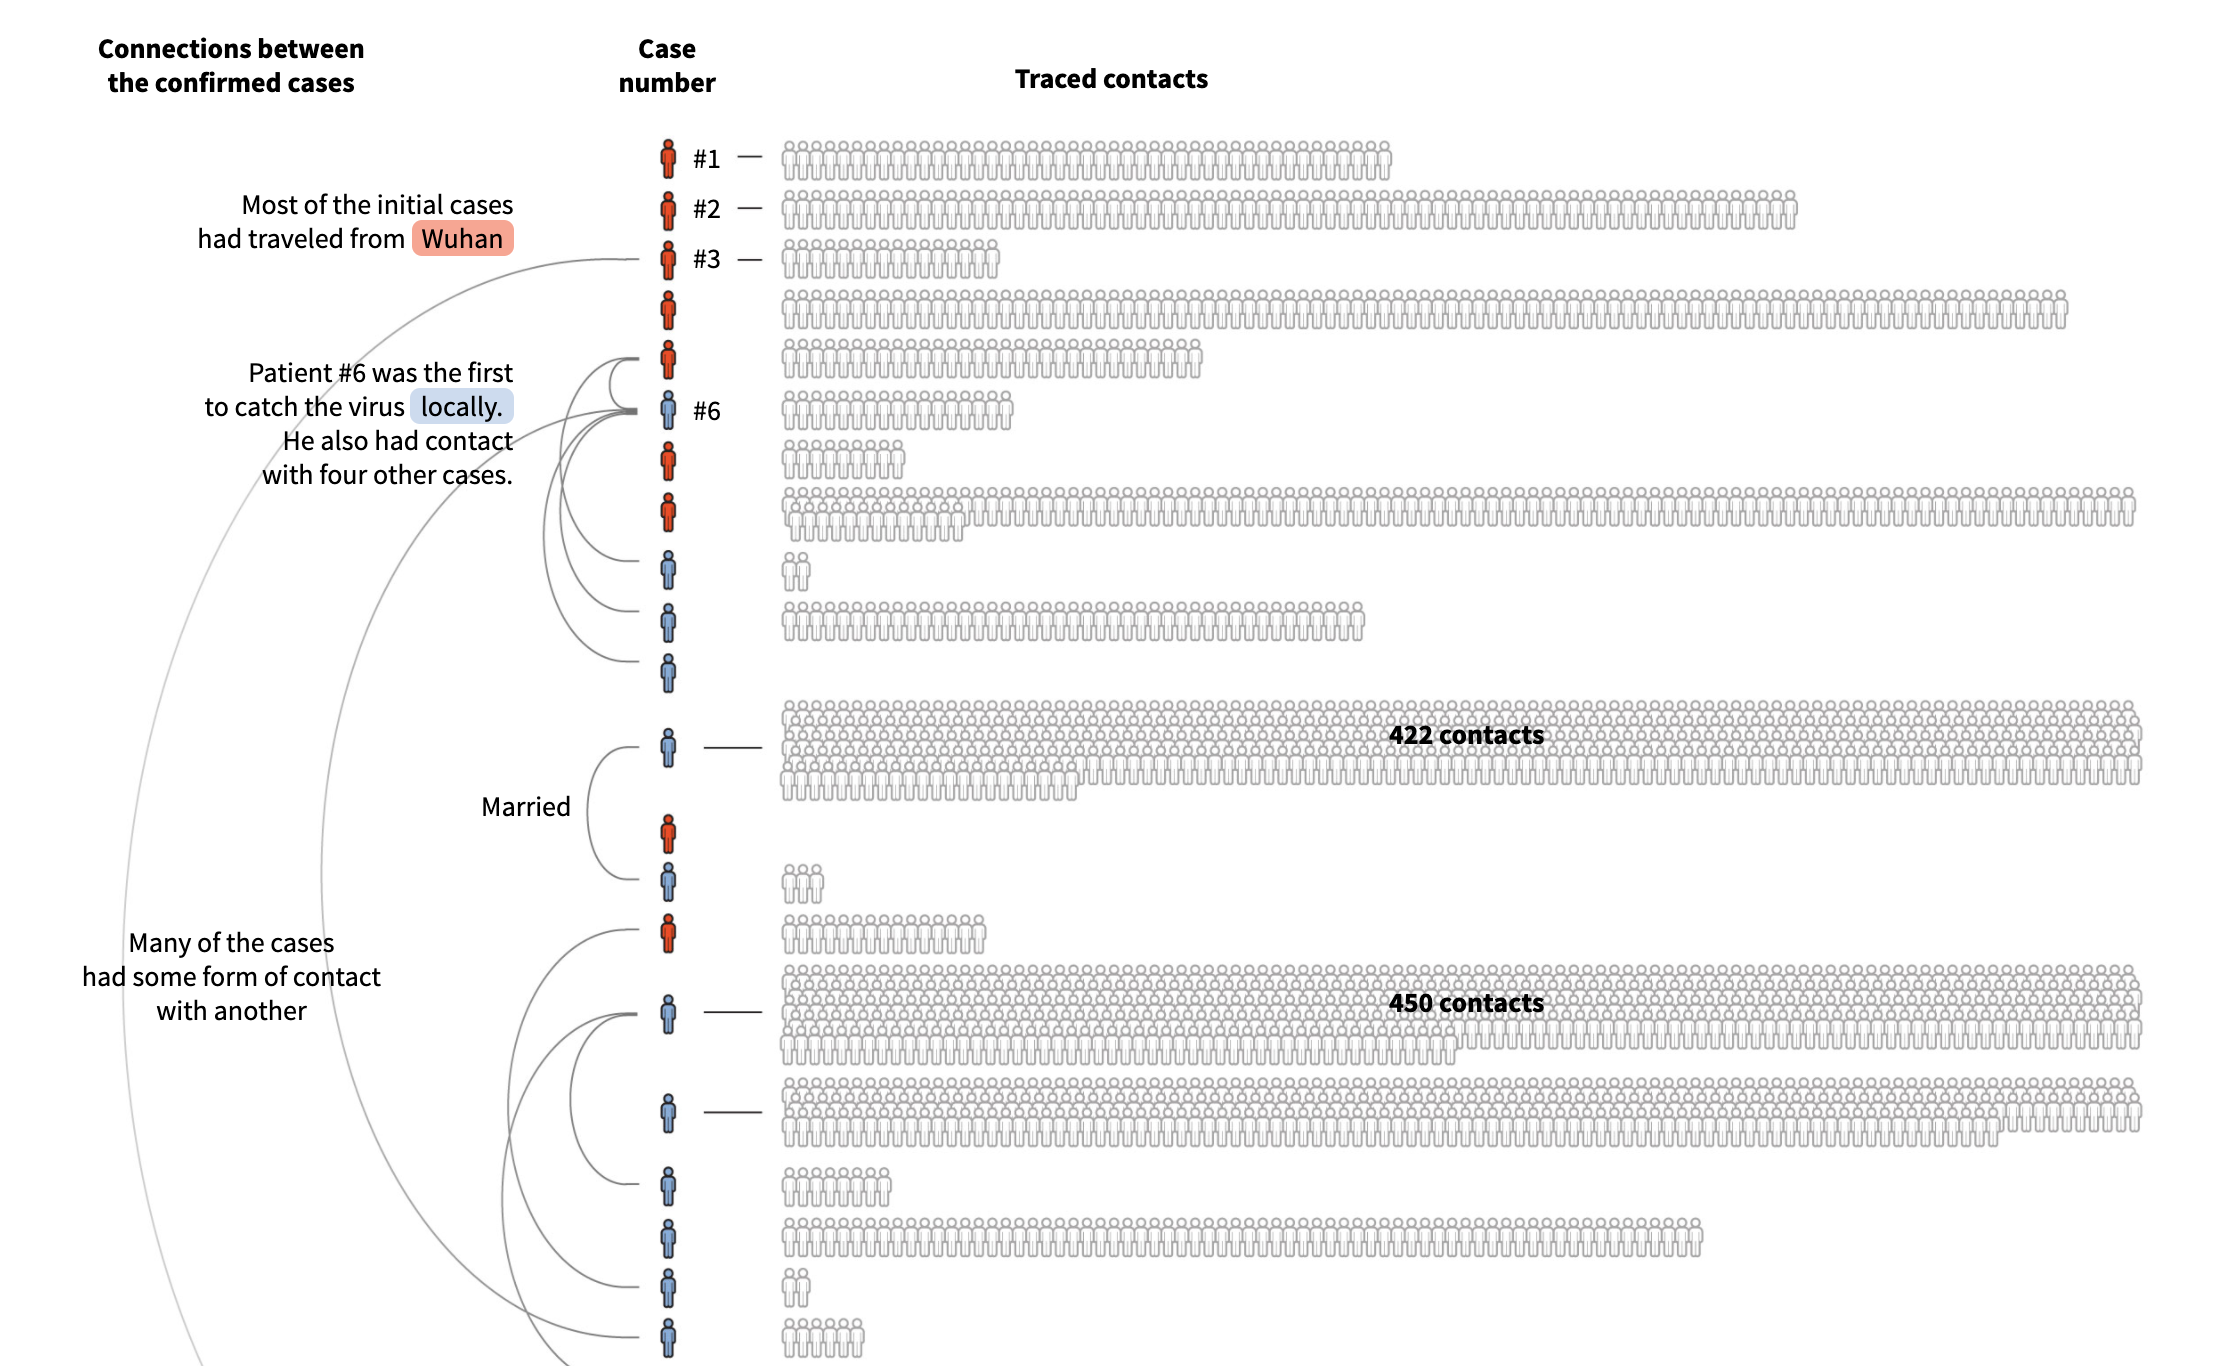 Connections between
the confirmed cases
Case
number
Traced contacts
#1
Most of the initial cases
had traveled from Wuhan
#2
#3
Patient #6 was the first
to catch the virus locally.
He also had contact
with four other cases.
#6
422 contacts
Married
Many of the cases
had some form of contact
with another
450 contacts